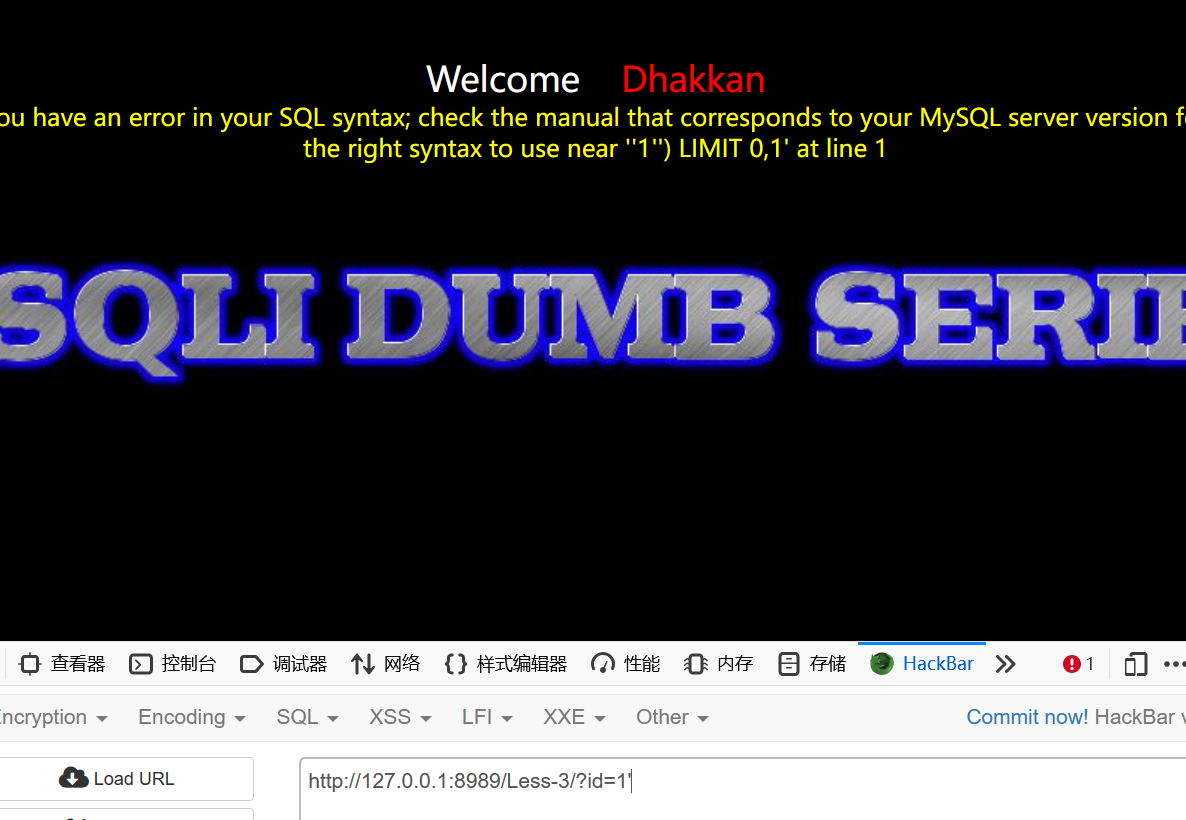 Welcome Dhakkan
ou have an error in your SQL syntax; check the manual that corresponds to your MySQL server version fo
the right syntax to use near ''1'') LIMIT 0,1' at line 1
SQLI DUMB SERIE
查看器 控制台 调试器 网络 {} 样式编辑器 性能 内存 存储 HackBar 1
ncryption Encoding SQL XSS LFI XXE Other Commit now! HackBar v
Load URL
http://127.0.0.1:8989/Less-3/?id=1'